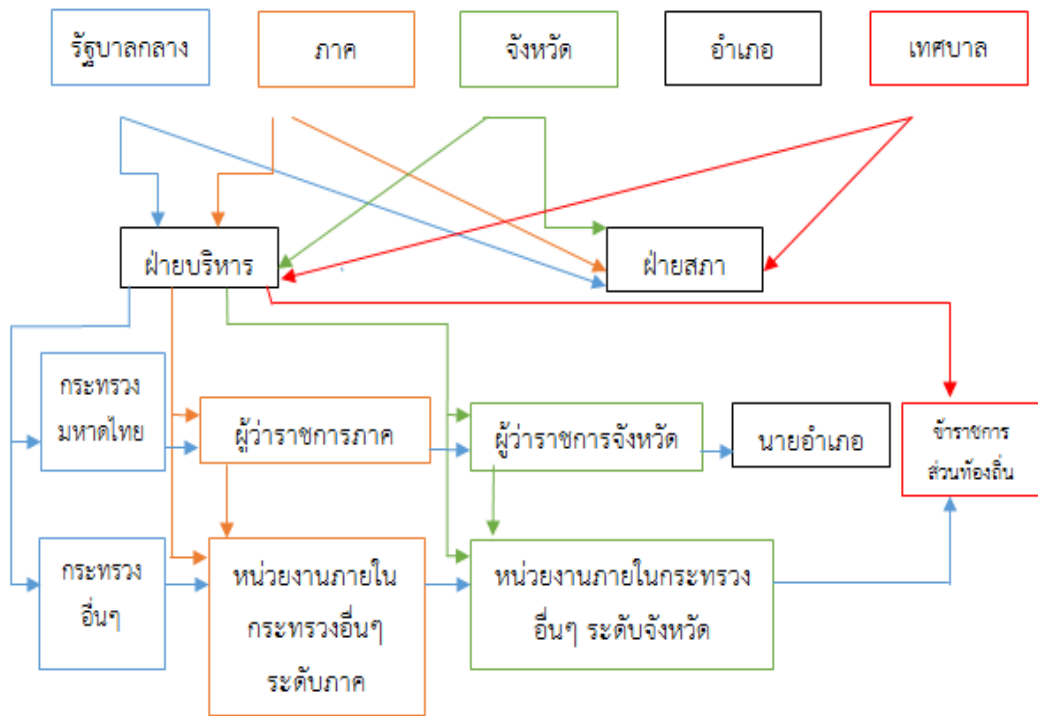 รัฐบาลกลาง
ภาค
จังหวัด
อำเภอ
เทศบาล
ฝ่ายบริหาร
ฝ่ายสภา
กระทรวง
มหาดไทย
ผู้ว่าราชการภาค
ผู้ว่าราชการจังหวัด
นายอำเภอ
ข้าราชการ
ส่วนท้องถิ่น
กระทรวง
อื่นๆ
หน่วยงานภายใน
กระทรวงอื่นๆ
ระดับภาค
หน่วยงานภายในกระทรวง
อื่นๆ ระดับจังหวัด